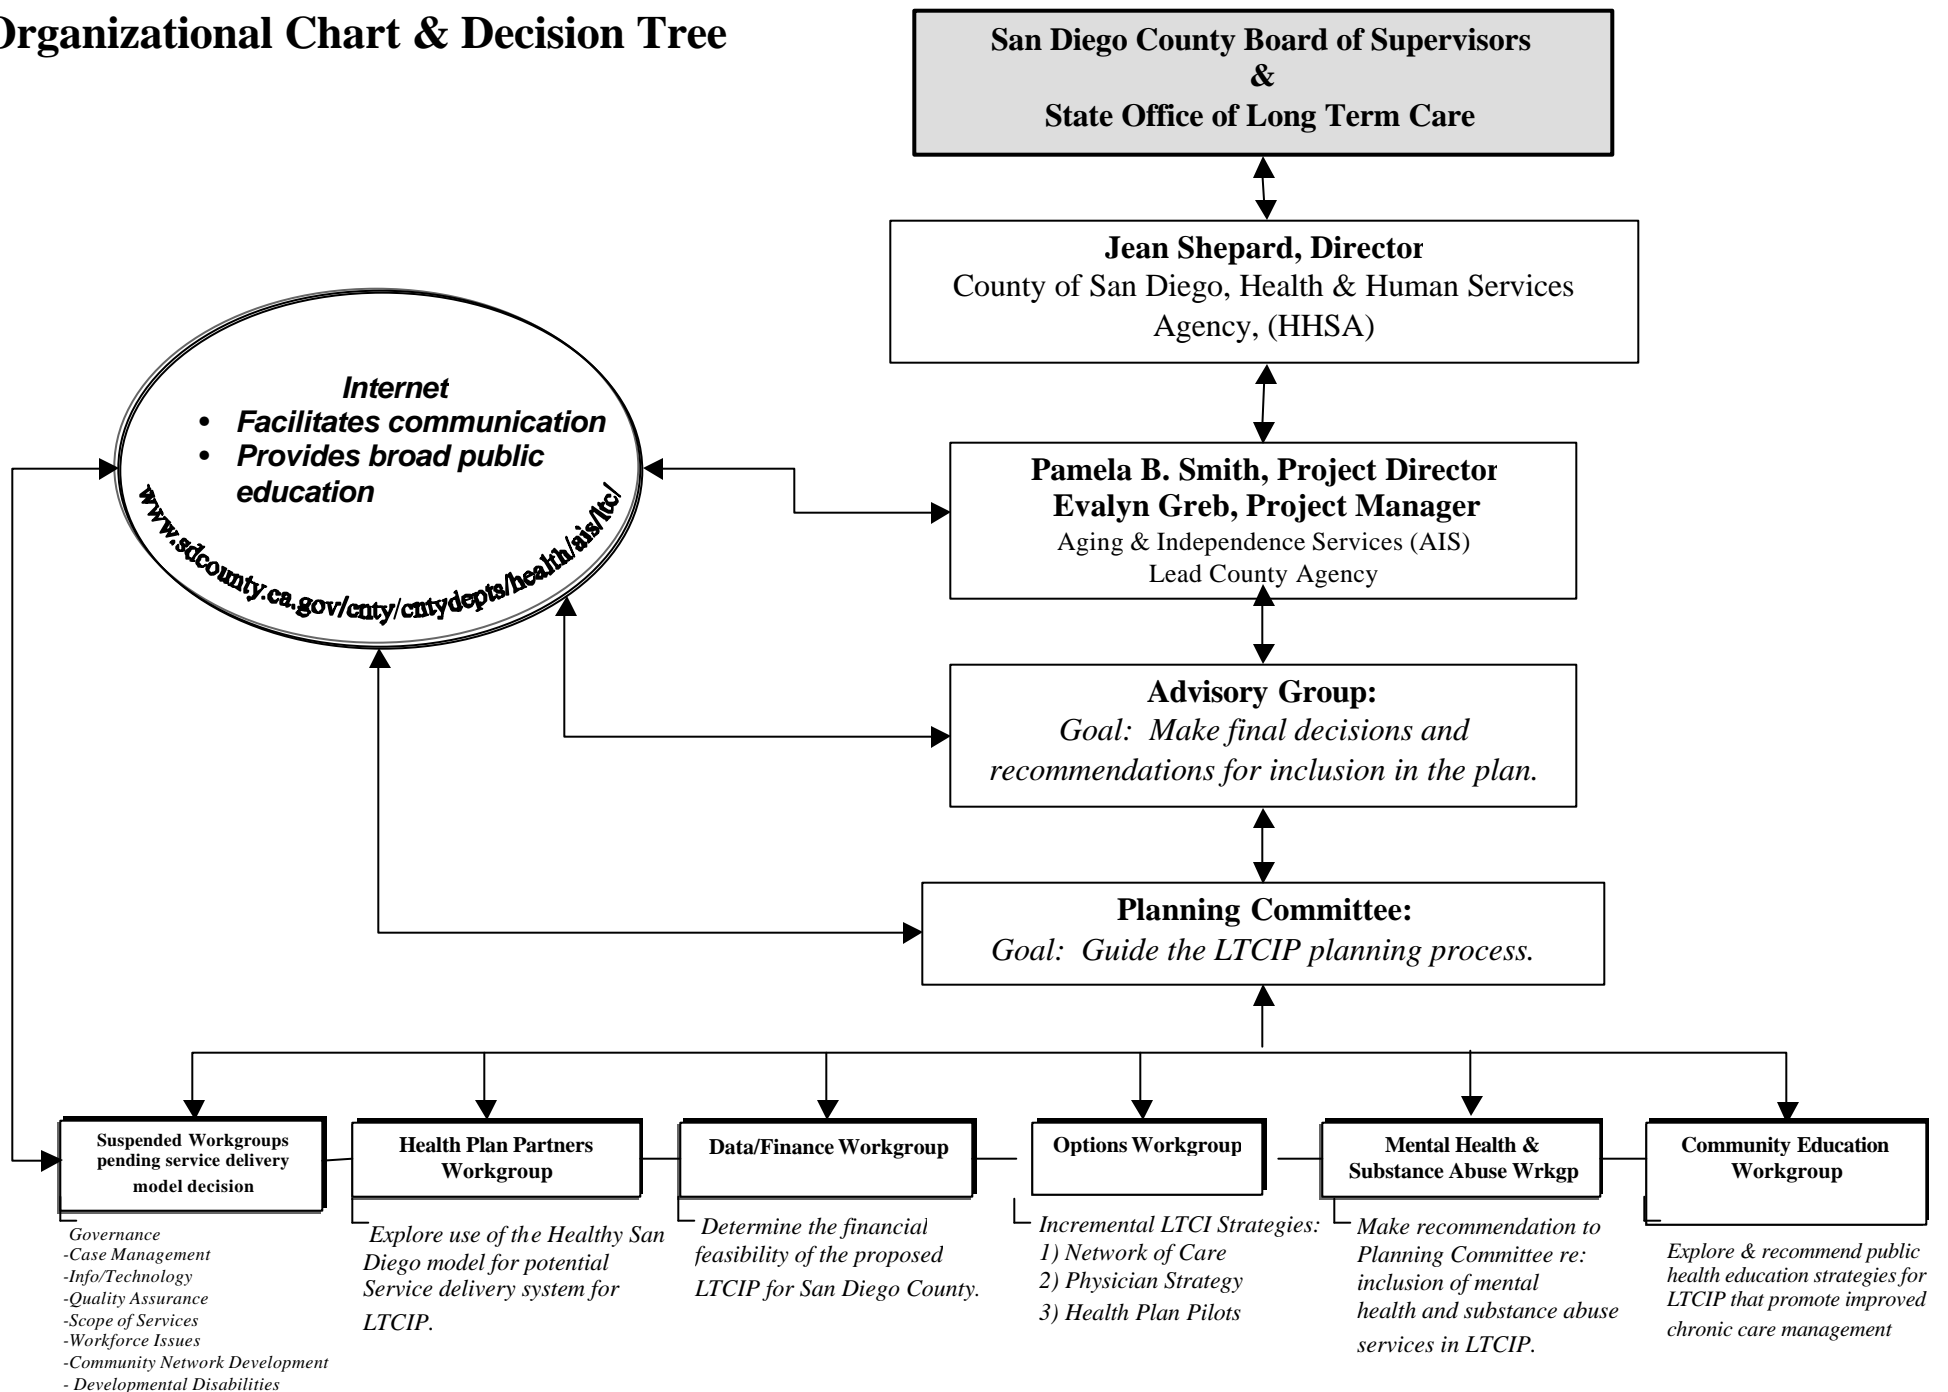 Organizational Chart & Decision Tree
San Diego County Board of Supervisors
&
State Office of Long Term Care
Jean Shepard, Director
County of San Diego, Health & Human Services
Agency, (HHSA)
Internet
• Facilitates communication
• Provides broad public
education
www.sdcounty.ca.gov/cnty/cntydepts/health/ais/ltc/
Pamela B. Smith, Project Director
Evalyn Greb, Project Manager
Aging & Independence Services (AIS)
Lead County Agency
Advisory Group:
Goal: Make final decisions and
recommendations for inclusion in the plan.
Planning Committee:
Goal: Guide the LTCIP planning process.
Suspended Workgroups
pending service delivery
model decision
Governance
-Case Management
-Info/Technology
-Quality Assurance
-Scope of Services
-Workforce Issues
-Community Network Development
- Developmental Disabilities
Health Plan Partners
Workgroup
Explore use of the Healthy San
Diego model for potential
Service delivery system for
LTCIP.
Data/Finance Workgroup
Determine the financial
feasibility of the proposed
LTCIP for San Diego County.
Options Workgroup
Incremental LTCI Strategies:
1) Network of Care
2) Physician Strategy
3) Health Plan Pilots
Mental Health &
Substance Abuse Wrkgp
Make recommendation to
Planning Committee re:
inclusion of mental
health and substance abuse
services in LTCIP.
Community Education
Workgroup
Explore & recommend public
health education strategies for
LTCIP that promote improved
chronic care management